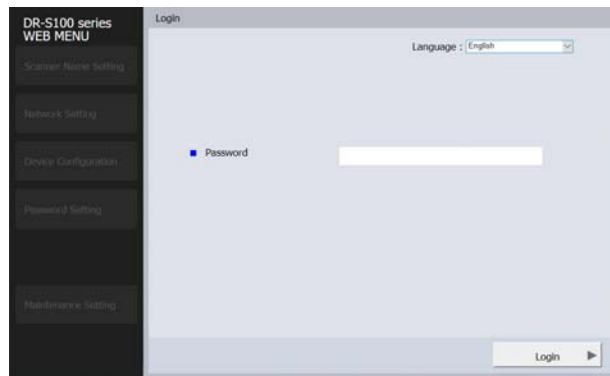 DR-S100 series
WEB MENU
Login
Language : English
Scanner Name Setting
Network Setting
Device Configuration
Password Setting
Maintenance Setting
Password
Login